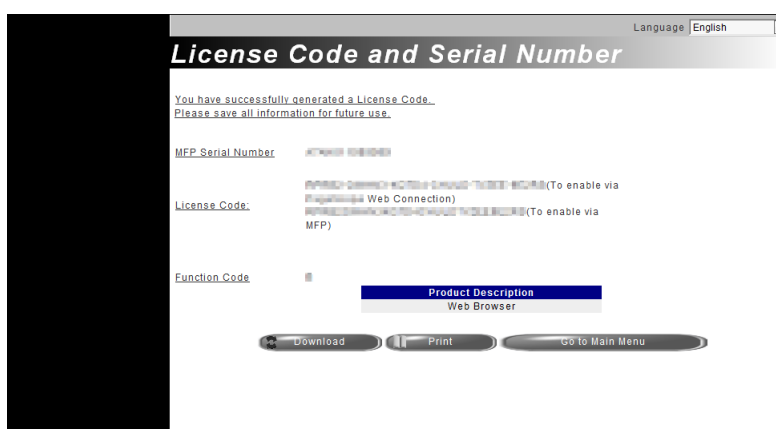 Language English
License Code and Serial Number
You have successfully generated a License Code.
Please save all information for future use.
MFP Serial Number
(To enable via
License Code:
Web Connection)
(To enable via
MFP)
Function Code
Product Description
Web Browser
Download Print Go to Main Menu